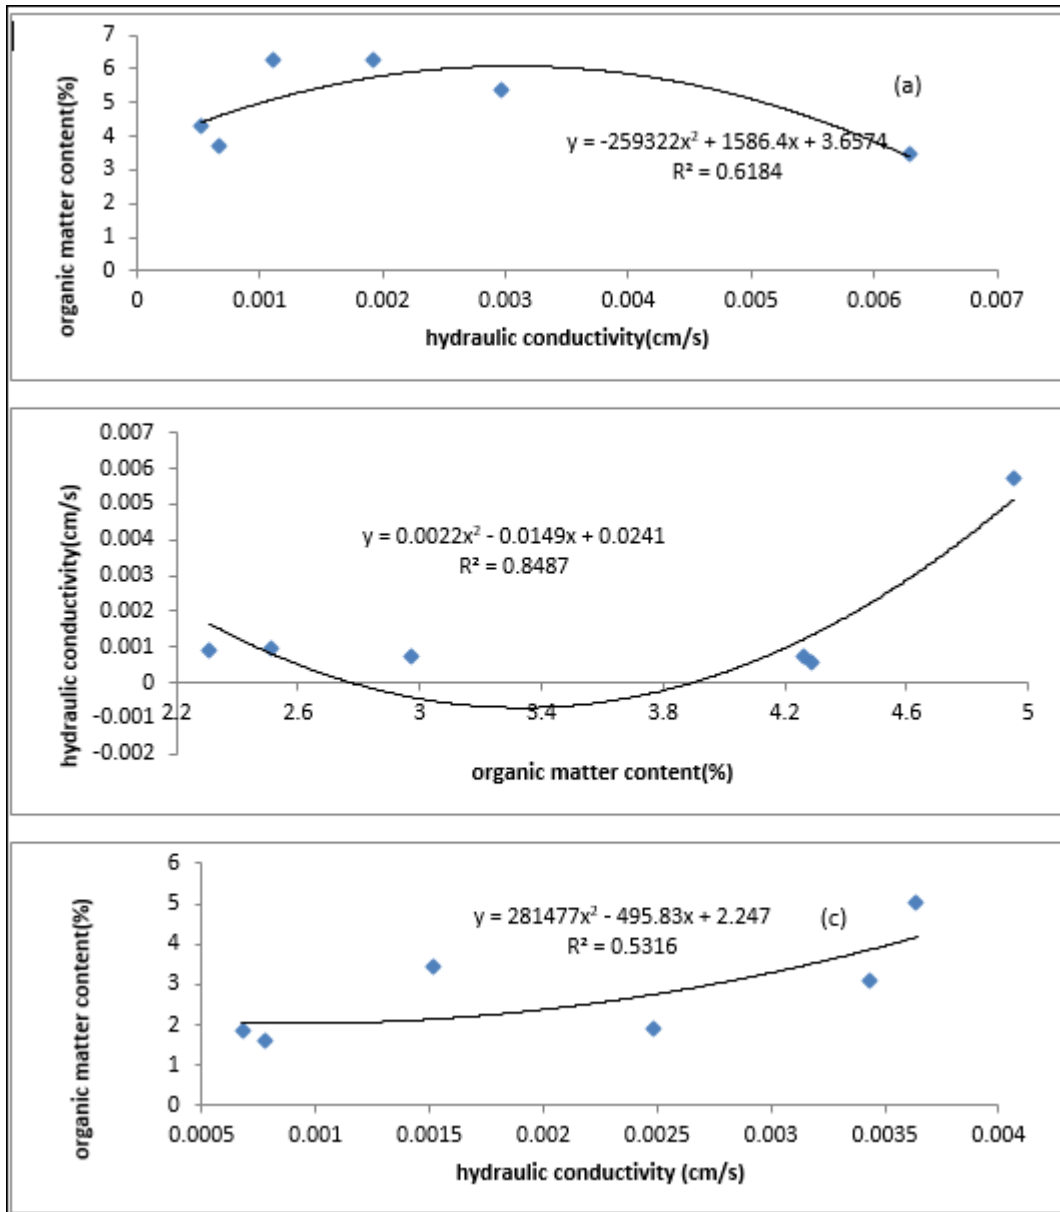 7
6
5
4
3
2
1
0
organic matter content(%)
(a)
y = -259322x² + 1586.4x + 3.6574
R² = 0.6184
0 0.001 0.002 0.003 0.004 0.005 0.006 0.007
hydraulic conductivity(cm/s)
0.007
0.006
0.005
0.004
0.003
0.002
0.001
0
-0.001
-0.002
hydraulic conductivity(cm/s)
y = 0.0022x² - 0.0149x + 0.0241
R² = 0.8487
2.2 2.6 3 3.4 3.8 4.2 4.6 5
organic matter content(%)
6
5
4
3
2
1
0
organic matter content(%)
y = 281477x² - 495.83x + 2.247 (c)
R² = 0.5316
0.0005 0.001 0.0015 0.002 0.0025 0.003 0.0035 0.004
hydraulic conductivity (cm/s)